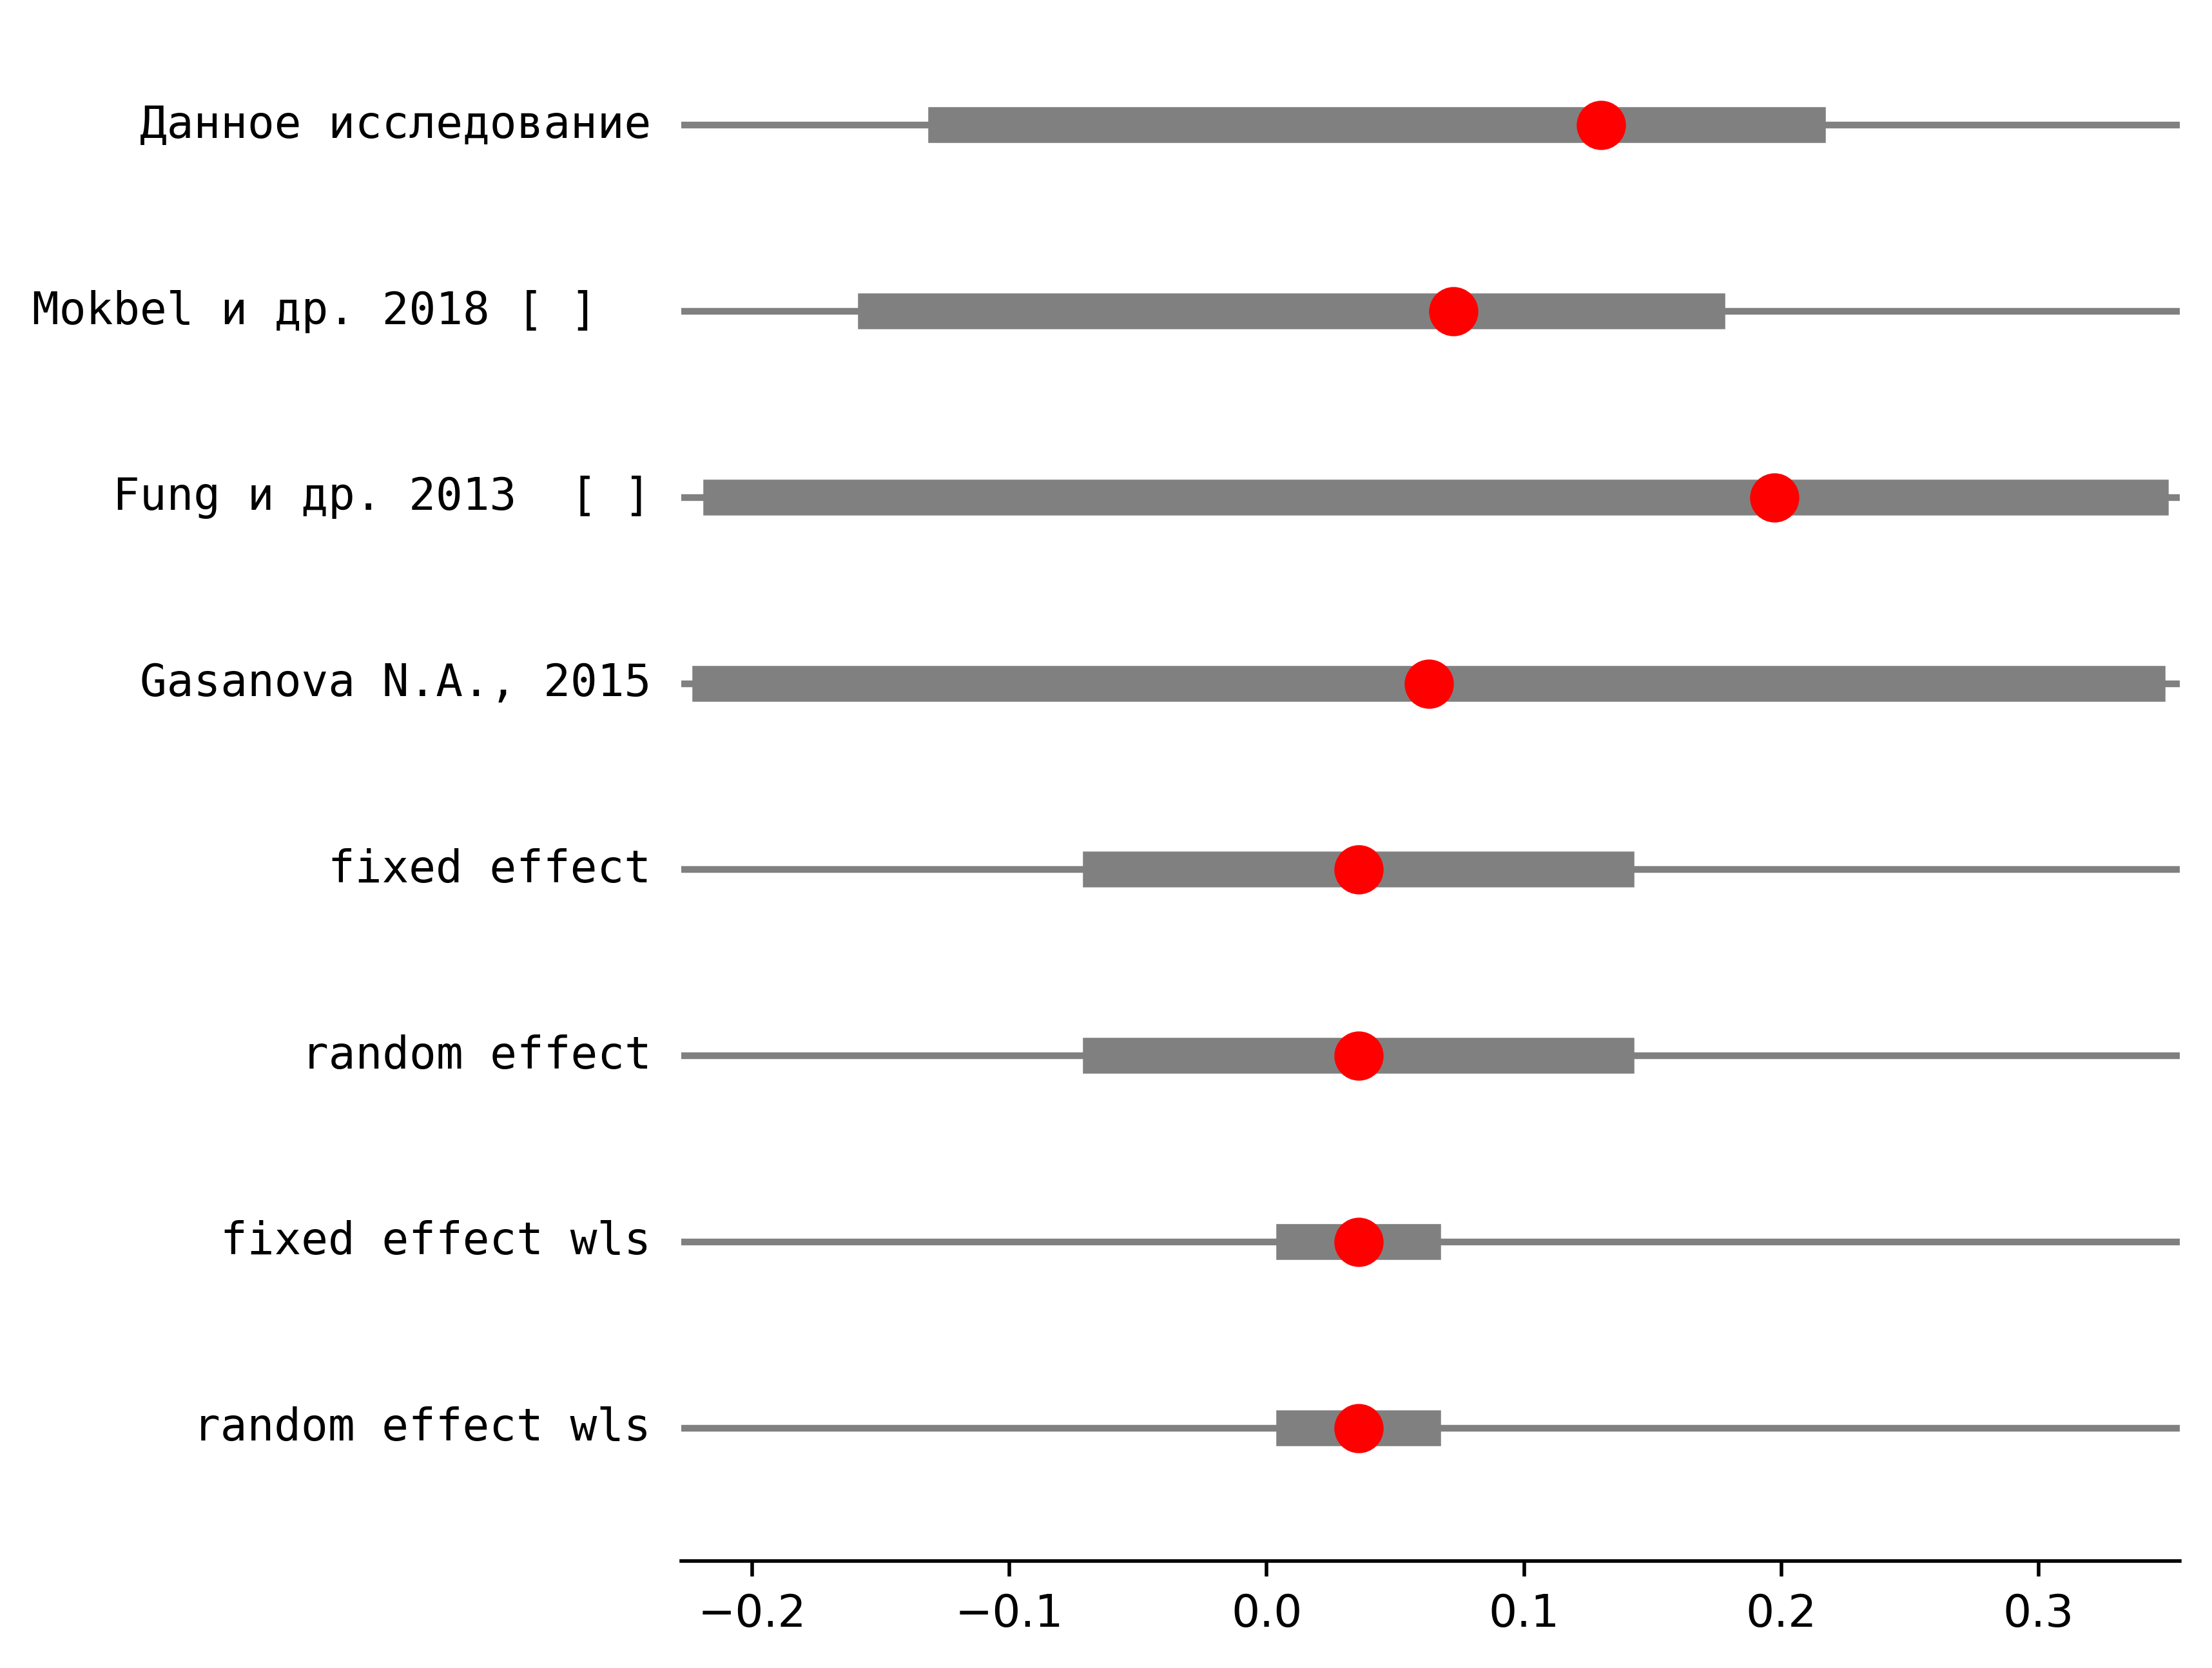 Данное исследование
Mokbel и др. 2018 [ ]
Fung и др. 2013  [ ]
Gasanova N.A., 2015
fixed effect
random effect
fixed effect wls
random effect wls
−0.2 −0.1 0.0 0.1 0.2 0.3